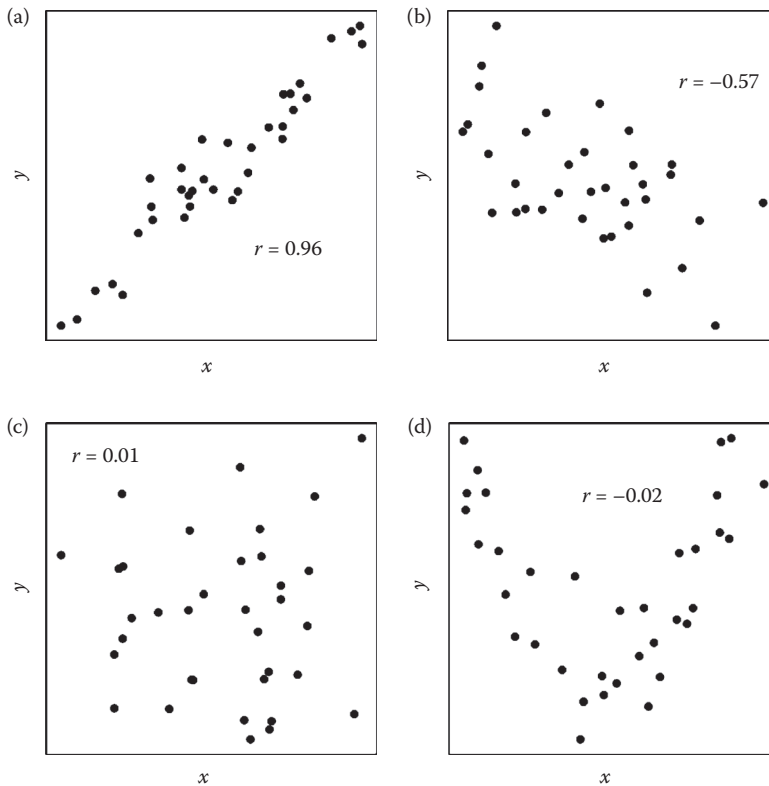 (a)
y
r = 0.96
x
(b)
y
r = −0.57
x
(c)
y
r = 0.01
x
(d)
y
r = −0.02
x